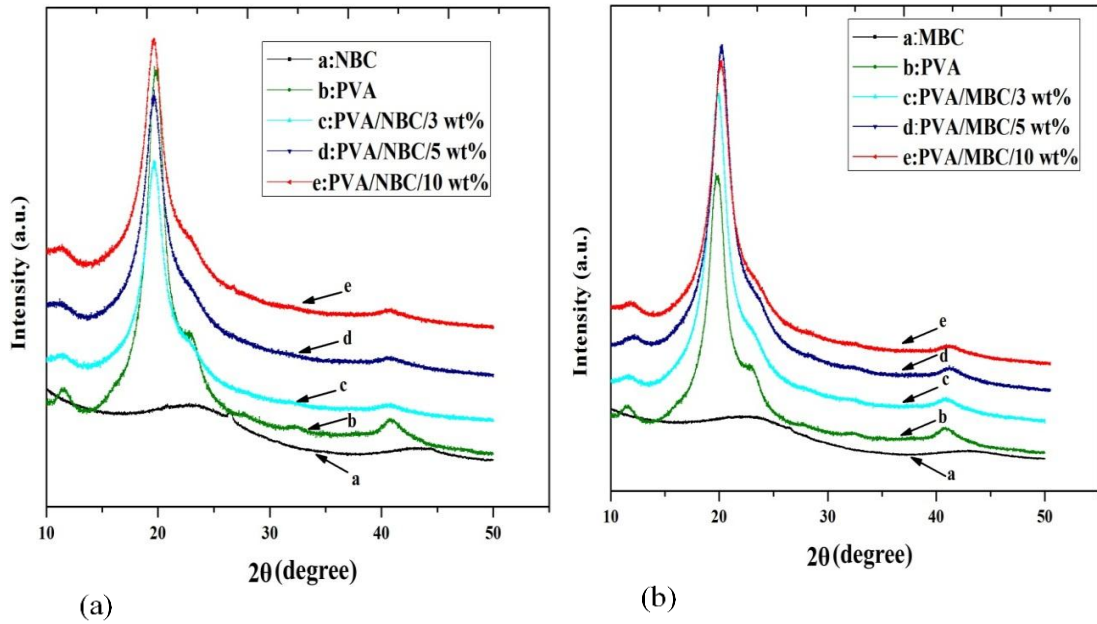 a:NBC
b:PVA
c:PVA/NBC/3 wt%
d:PVA/NBC/5 wt%
e:PVA/NBC/10 wt%
Intensity (a.u.)
e
d
c
b
a
10 20 30 40 50
2θ (degree)
(a)
a:MBC
b:PVA
c:PVA/MBC/3 wt%
d:PVA/MBC/5 wt%
e:PVA/MBC/10 wt%
Intensity (a.u.)
e
d
c
b
a
10 20 30 40 50
2θ (degree)
(b)